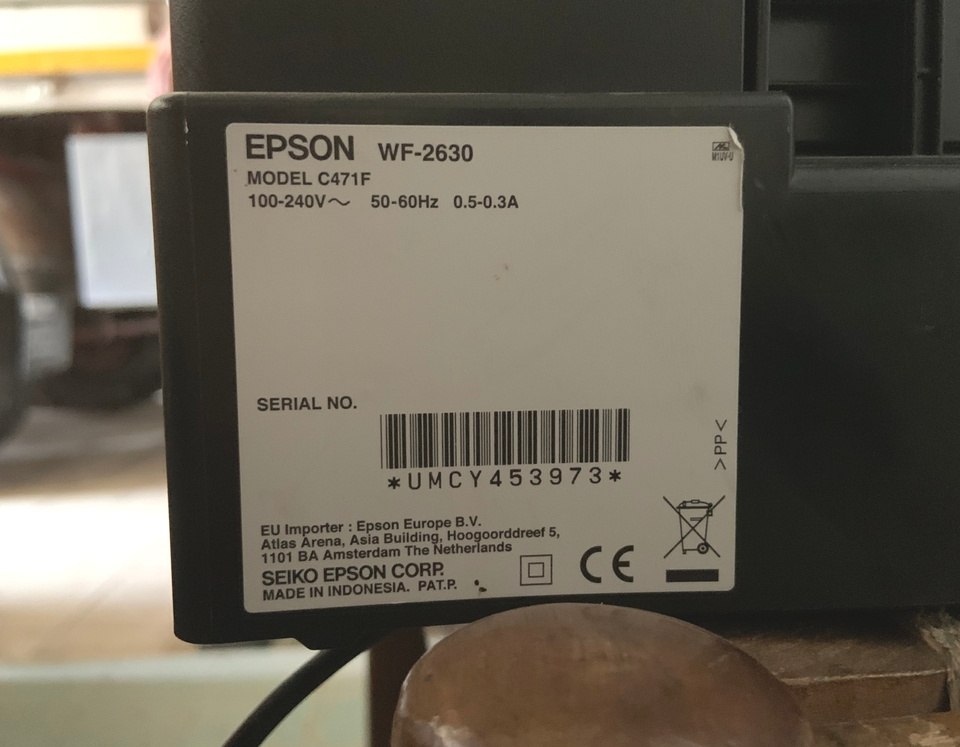 EPSON WF-2630
MODEL C471F
100-240V～ 50-60Hz 0.5-0.3A
M1UV-U
SERIAL NO.
*UMCY453973*
>PP<
EU Importer : Epson Europe B.V.
Atlas Arena, Asia Building, Hoogoorddreef 5,
1101 BA Amsterdam The Netherlands
SEIKO EPSON CORP.
MADE IN INDONESIA. PAT.P.
CE